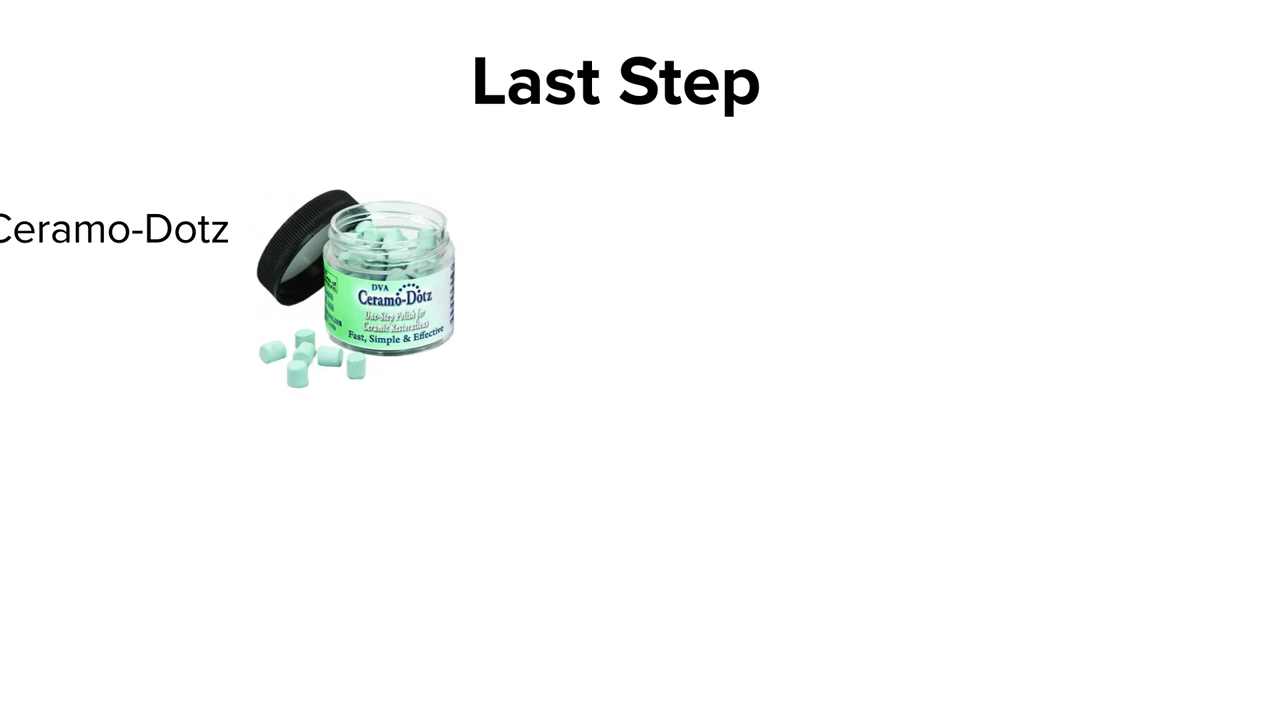 Last Step
Ceramo-Dotz
DVA
Ceramo-Dotz
One-Step Polish for
Ceramic Restorations
Fast, Simple & Effective